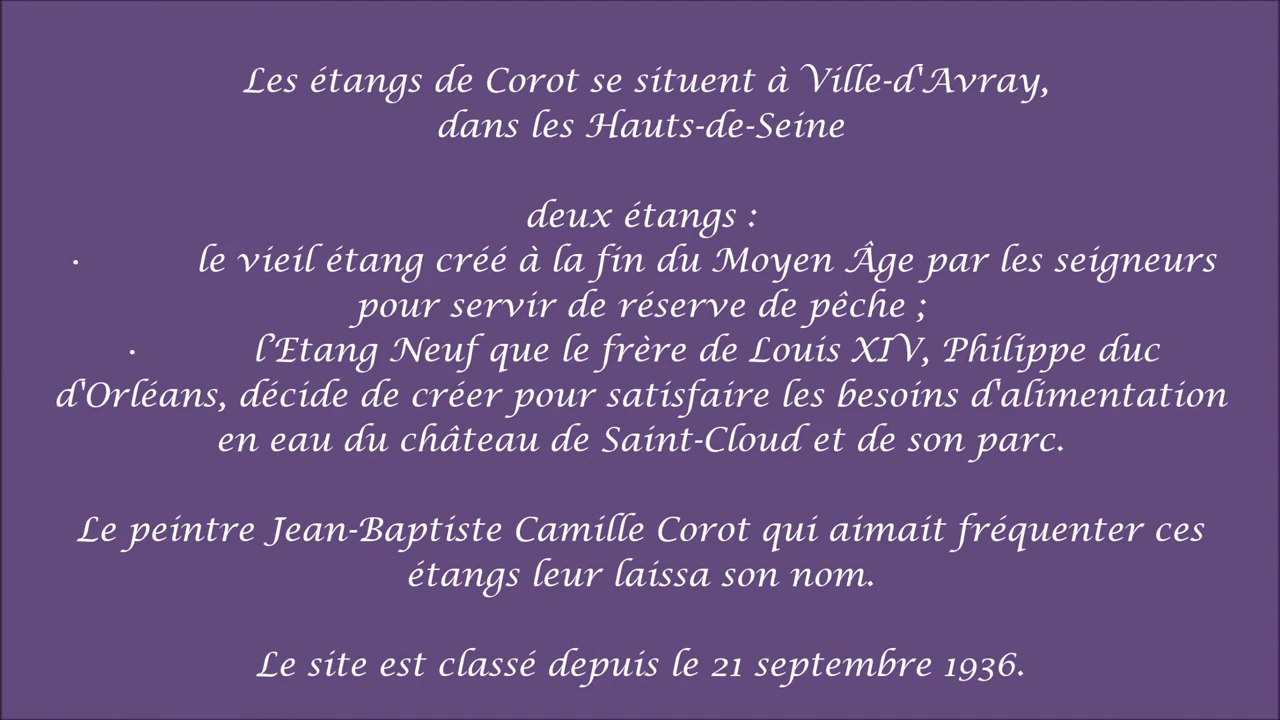 Les étangs de Corot se situent à Ville-d'Avray,
dans les Hauts-de-Seine
deux étangs :
· le vieil étang créé à la fin du Moyen Âge par les seigneurs
pour servir de réserve de pêche ;
· l'Etang Neuf que le frère de Louis XIV, Philippe duc
d'Orléans, décide de créer pour satisfaire les besoins d'alimentation
en eau du château de Saint-Cloud et de son parc.
Le peintre Jean-Baptiste Camille Corot qui aimait fréquenter ces
étangs leur laissa son nom.
Le site est classé depuis le 21 septembre 1936.